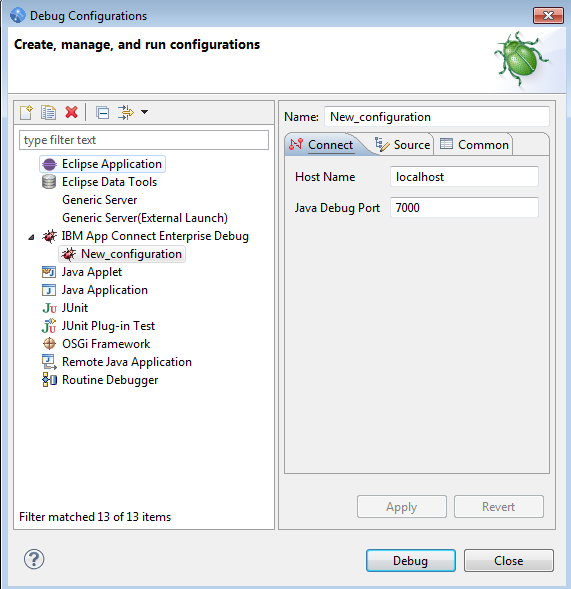 Debug Configurations
Create, manage, and run configurations
type filter text
Eclipse Application
Eclipse Data Tools
Generic Server
Generic Server(External Launch)
IBM App Connect Enterprise Debug
New_configuration
Java Applet
Java Application
JUnit
JUnit Plug-in Test
OSGi Framework
Remote Java Application
Routine Debugger
Filter matched 13 of 13 items
Name: New_configuration
Connect Source Common
Host Name localhost
Java Debug Port 7000
Apply Revert
? Debug Close